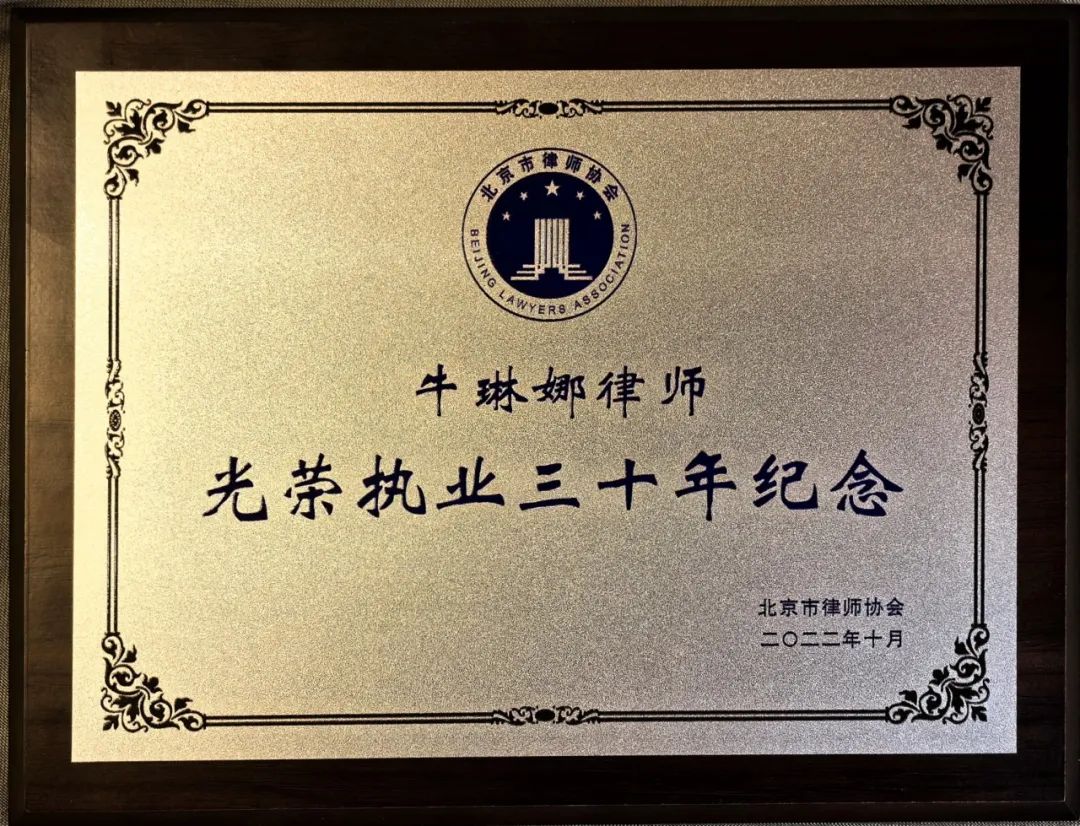 北京市律师协会
BEIJING LAWYERS ASSOCIATION
牛琳娜律师
光荣执业三十年纪念
北京市律师协会
二〇二二年十月